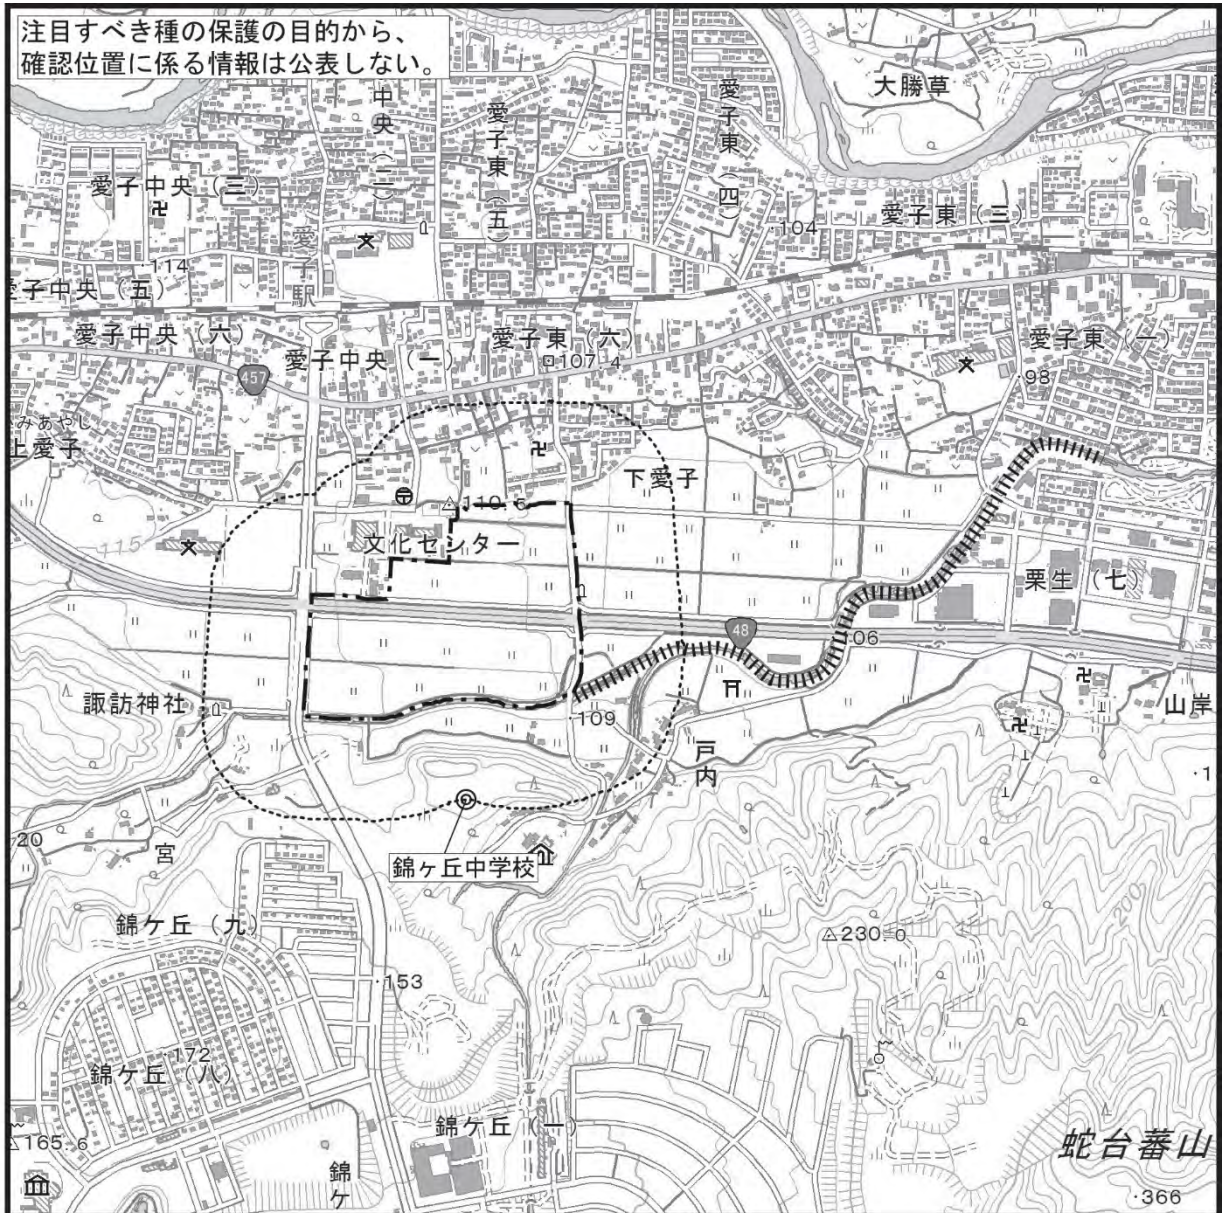 注目すべき種の保護の目的から、
確認位置に係る情報は公表しない。
大勝草
中央(二)
愛子東(五)
愛子東(四)
愛子中央(三)
愛子東(三)
104
114
愛子駅
愛子中央(五)
愛子中央(六)
愛子中央(一)
愛子東(六)
107.4
愛子東(一)
98
457
かみあやし
上愛子
下愛子
110.5
115
文化センター
栗生(七)
48
106
諏訪神社
109
戸内
山岸
120
宮
錦ヶ丘中学校
錦ケ丘(九)
230.0
200
153
172
錦ケ丘(八)
錦ケ丘(一)
165.6
錦ケ
蛇台蕃山
366